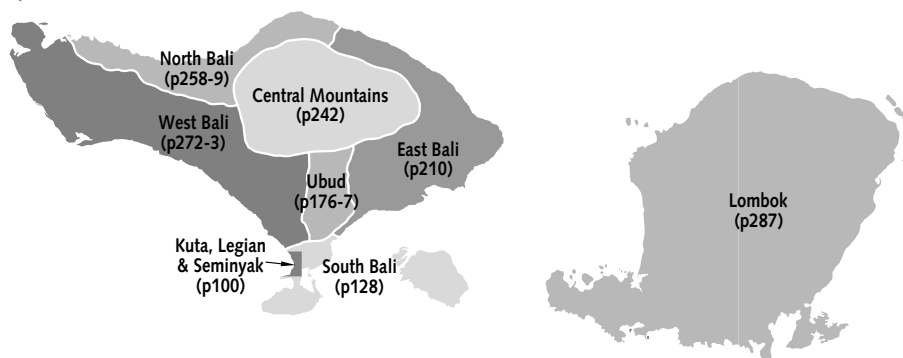 North Bali
(p258-9)
Central Mountains
(p242)
West Bali
(p272-3)
East Bali
(p210)
Ubud
(p176-7)
Lombok
(p287)
Kuta, Legian
& Seminyak
(p100)
South Bali
(p128)